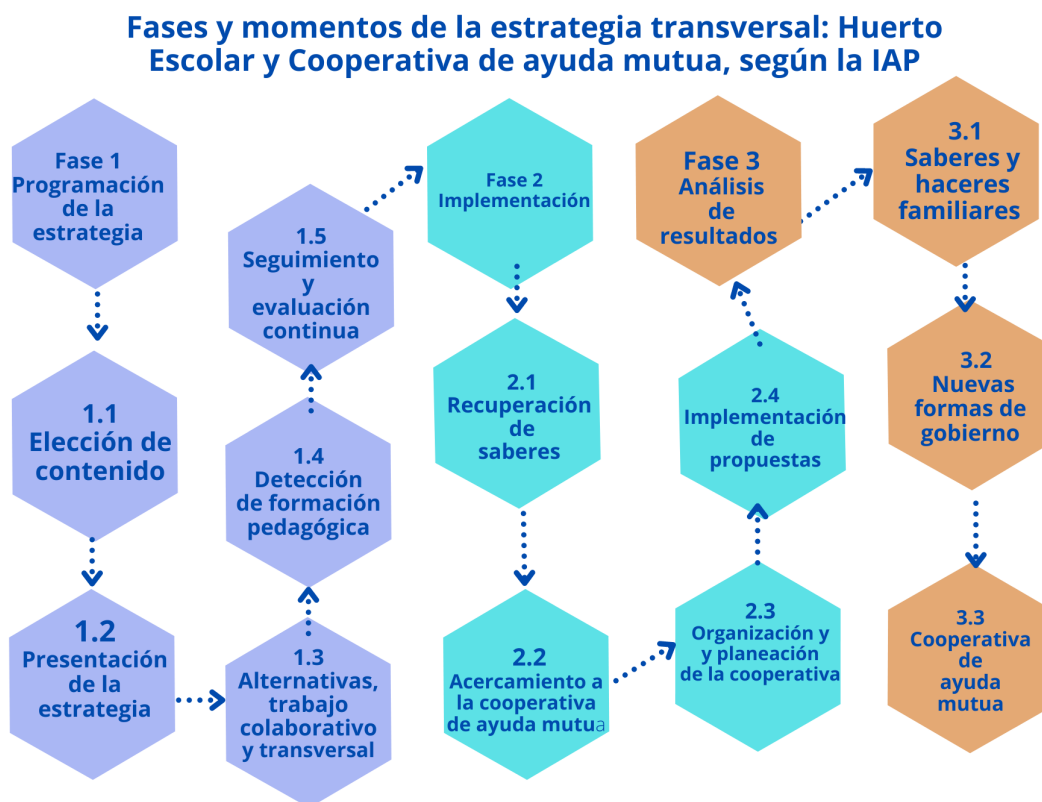 Fases y momentos de la estrategia transversal: Huerto
Escolar y Cooperativa de ayuda mutua, según la IAP
Fase 1
Programación
de la
estrategia
1.1
Elección de
contenido
1.2
Presentación
de la
estrategia
1.3
Alternativas,
trabajo
colaborativo
y transversal
1.4
Detección
de formación
pedagógica
1.5
Seguimiento
y
evaluación
continua
Fase 2
Implementación
2.1
Recuperación
de
saberes
2.2
Acercamiento a
la cooperativa
de ayuda mutua
2.3
Organización y
y planeación
de la cooperativa
2.4
Implementación
de
propuestas
Fase 3
Análisis
de
resultados
3.1
Saberes y
haceres
familiares
3.2
Nuevas
formas de
gobierno
3.3
Cooperativa
de
ayuda
mutua